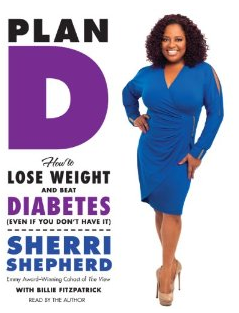 PLAN
D
How to
LOSE WEIGHT
AND BEAT
DIABETES
(EVEN IF YOU DON'T HAVE IT)
SHERRI
SHEPHERD
Emmy Award–Winning Cohost of The View
WITH BILLIE FITZPATRICK
READ BY THE AUTHOR